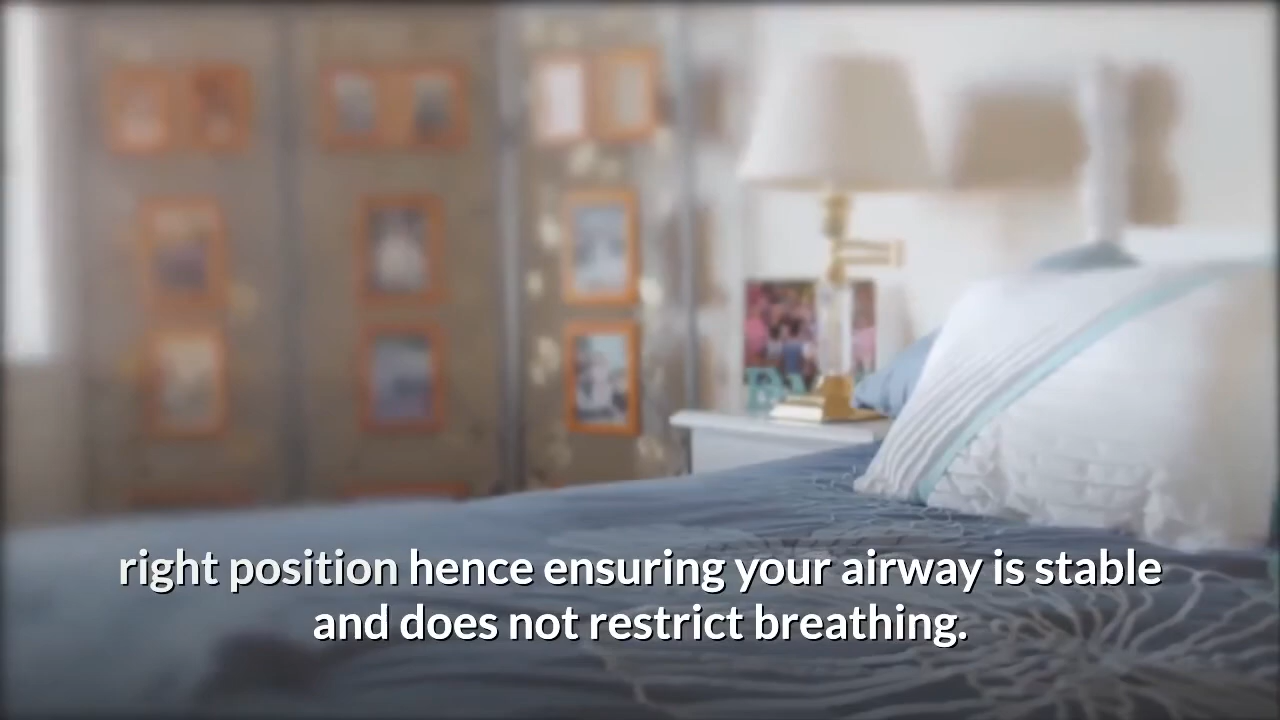 right position hence ensuring your airway is stable
and does not restrict breathing.